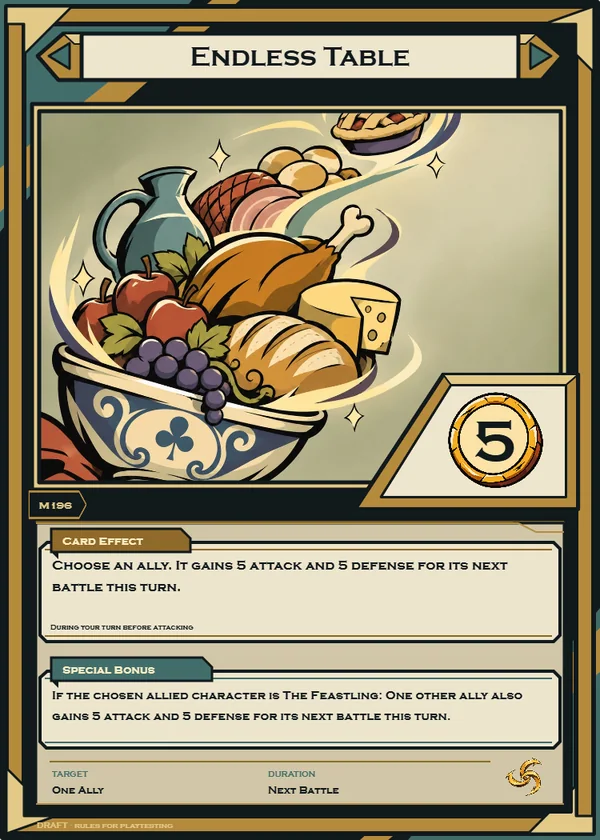 Endless Table
5
M196
Card Effect
Choose an ally. It gains 5 attack and 5 defense for its next
battle this turn.
During your turn before attacking
Special Bonus
If the chosen allied character is The Feastling: One other ally also
gains 5 attack and 5 defense for its next battle this turn.
Target
Duration
One Ally
Next Battle
DRAFT · Rules for playtesting